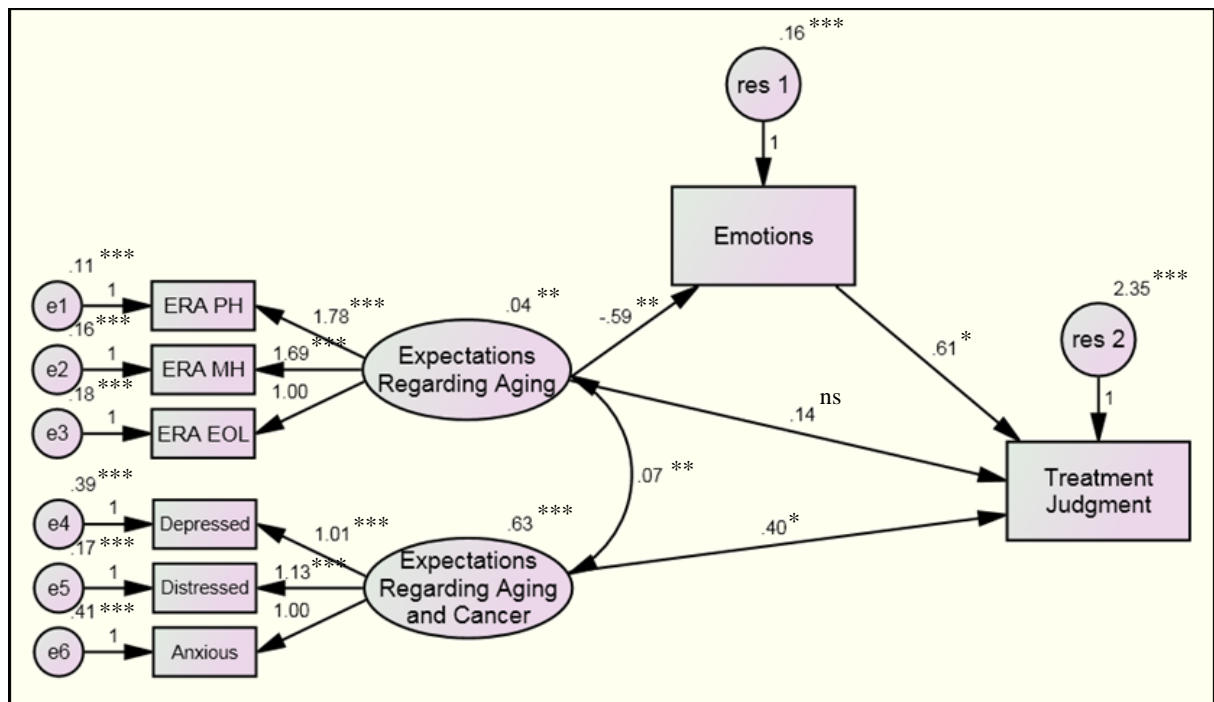 .16 ***
res 1
1
Emotions
.11 ***
e1
1
ERA PH
1.78 ***
.04 **
-.59 **
2.35 ***
res 2
1
.16 ***
e2
1
ERA MH
1.69 ***
Expectations
Regarding Aging
.61 *
.18 ***
e3
1
ERA EOL
1.00
.14 ns
.07 **
Treatment
Judgment
.39 ***
e4
1
Depressed
1.01 ***
.63 ***
.40 *
.17 ***
e5
1
Distressed
1.13 ***
Expectations
Regarding Aging
and Cancer
.41 ***
e6
1
Anxious
1.00